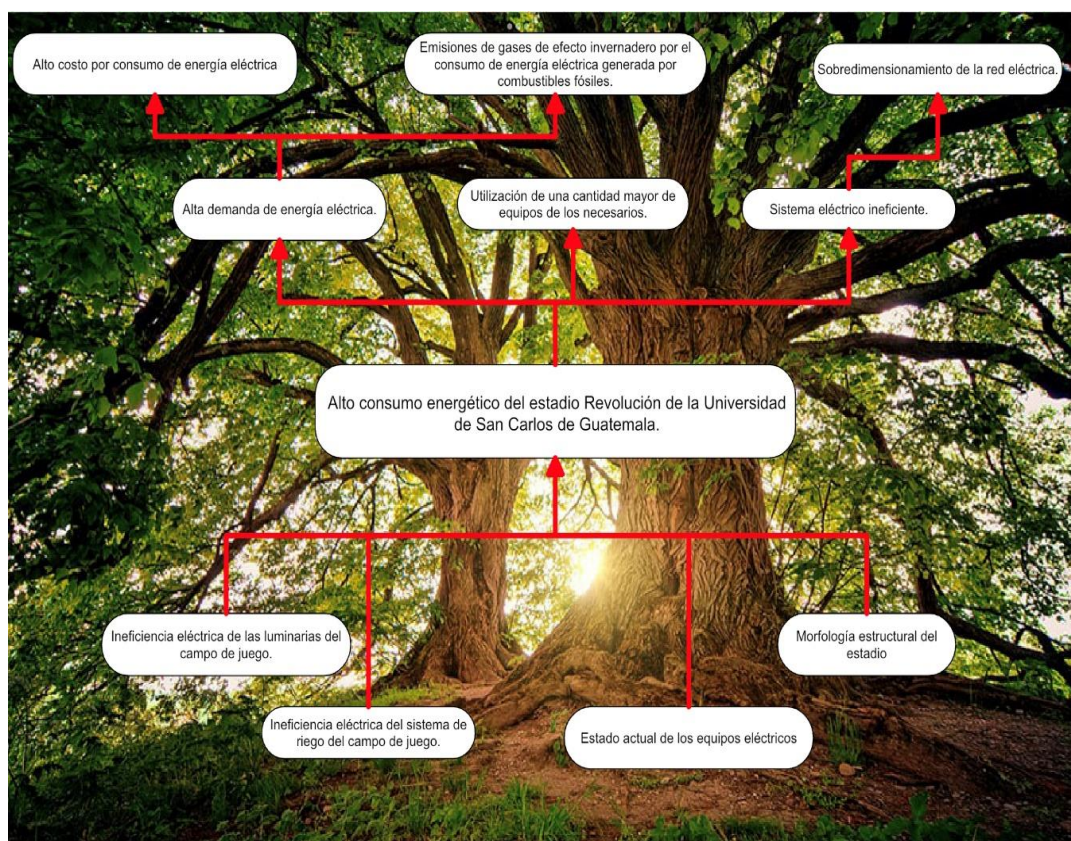 Alto costo por consumo de energía eléctrica
Emisiones de gases de efecto invernadero por el
consumo de energía eléctrica generada por
combustibles fósiles.
Sobredimensionamiento de la red eléctrica.
Alta demanda de energía eléctrica.
Utilización de una cantidad mayor de
equipos de los necesarios.
Sistema eléctrico ineficiente.
Alto consumo energético del estadio Revolución de la Universidad
de San Carlos de Guatemala.
Ineficiencia eléctrica de las luminarias del
campo de juego.
Morfología estructural del
estadio
Ineficiencia eléctrica del sistema de
riego del campo de juego.
Estado actual de los equipos eléctricos